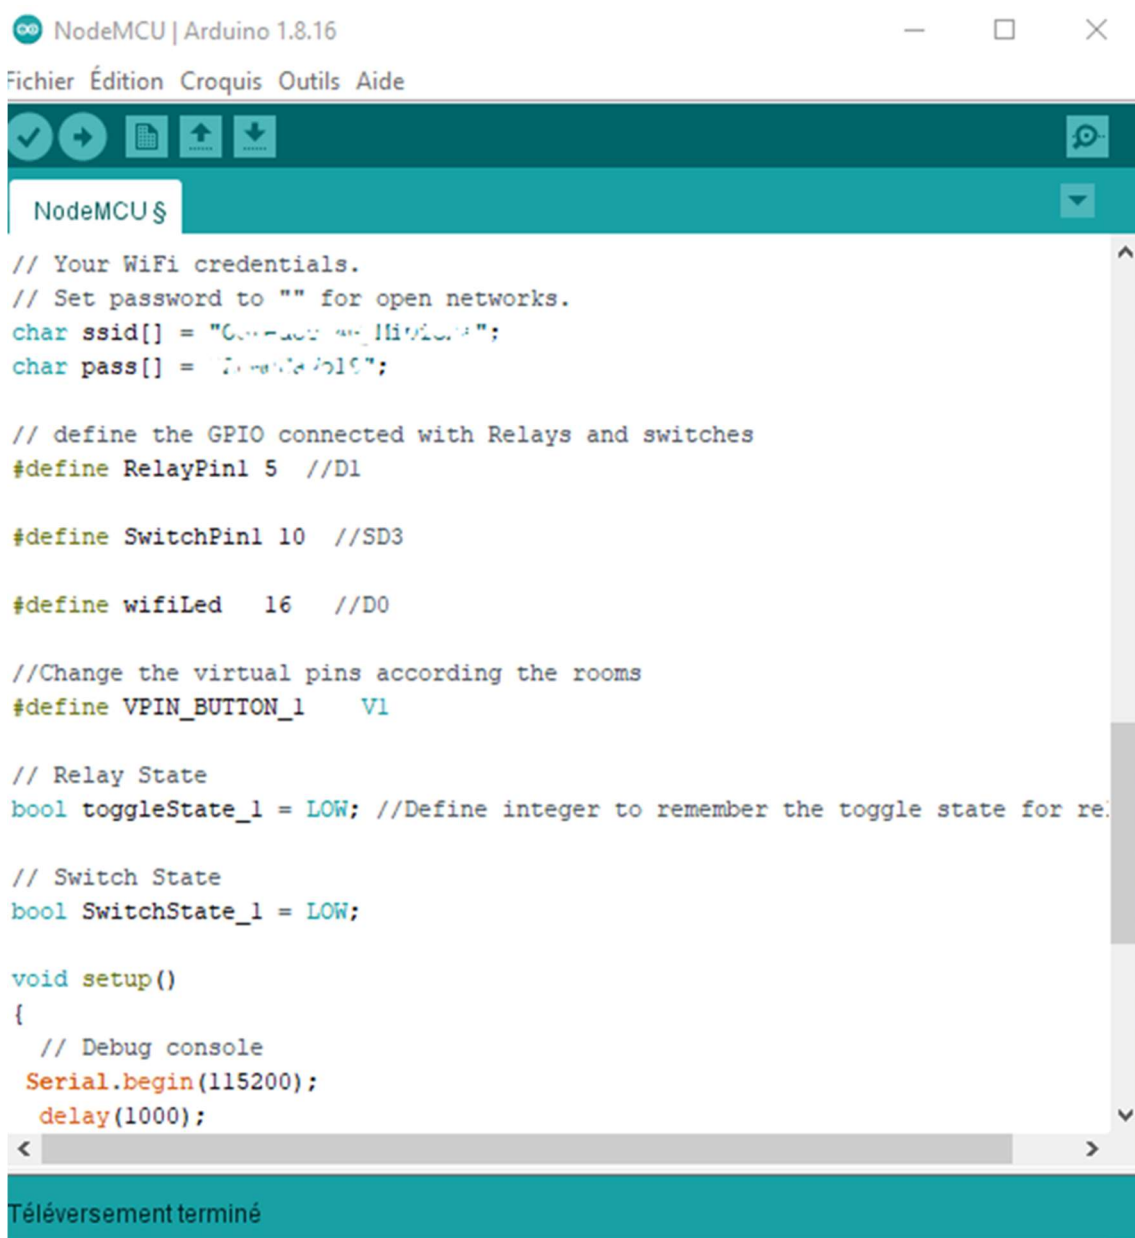 NodeMCU | Arduino 1.8.16
Fichier Édition Croquis Outils Aide
NodeMCU §
// Your WiFi credentials.
// Set password to "" for open networks.
char ssid[] = "";
char pass[] = ";
// define the GPIO connected with Relays and switches
#define RelayPin1 5  //D1
#define SwitchPin1 10  //SD3
#define wifiLed   16   //D0
//Change the virtual pins according the rooms
#define VPIN_BUTTON_1    V1
// Relay State
bool toggleState_1 = LOW; //Define integer to remember the toggle state for
// Switch State
bool SwitchState_1 = LOW;
void setup()
{
// Debug console
Serial.begin(115200);
delay(1000);
Téléversement terminé